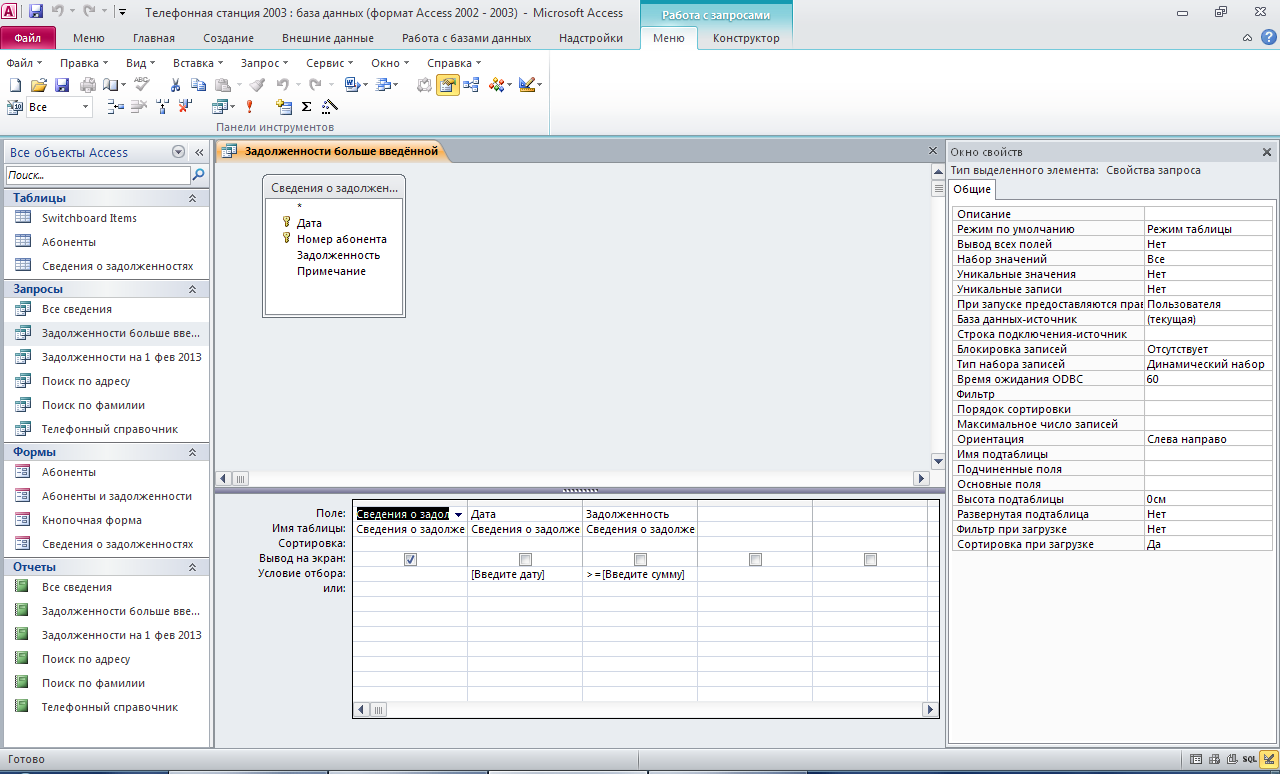 Телефонная станция 2003 : база данных (формат Access 2002 - 2003) - Microsoft Access
Работа с запросами
Файл Меню Главная Создание Внешние данные Работа с базами данных Надстройки Меню Конструктор
Файл Правка Вид Вставка Запрос Сервис Окно Справка
Все
Панели инструментов
Все объекты Access
Поиск...
Таблицы
Switchboard Items
Абоненты
Сведения о задолженностях
Запросы
Все сведения
Задолженности больше вве...
Задолженности на 1 фев 2013
Поиск по адресу
Поиск по фамилии
Телефонный справочник
Формы
Абоненты
Абоненты и задолженности
Кнопочная форма
Сведения о задолженностях
Отчеты
Все сведения
Задолженности больше вве...
Задолженности на 1 фев 2013
Поиск по адресу
Поиск по фамилии
Телефонный справочник
Задолженности больше введённой
Сведения о задолжен...
*
Дата
Номер абонента
Задолженность
Примечание
Поле: Сведения о задол Дата Задолженность
Имя таблицы: Сведения о задолже Сведения о задолже Сведения о задолже
Сортировка:
Вывод на экран:
Условие отбора: [Введите дату] >=[Введите сумму]
или:
Окно свойств
Тип выделенного элемента: Свойства запроса
Общие
Описание
Режим по умолчанию Режим таблицы
Вывод всех полей Нет
Набор значений Все
Уникальные значения Нет
Уникальные записи Нет
При запуске предоставляются прав Пользователя
База данных-источник (текущая)
Строка подключения-источник
Блокировка записей Отсутствует
Тип набора записей Динамический набор
Время ожидания ODBC 60
Фильтр
Порядок сортировки
Максимальное число записей
Ориентация Слева направо
Имя подтаблицы
Подчиненные поля
Основные поля
Высота подтаблицы 0см
Развернутая подтаблица Нет
Фильтр при загрузке Нет
Сортировка при загрузке Да
Готово
SQL